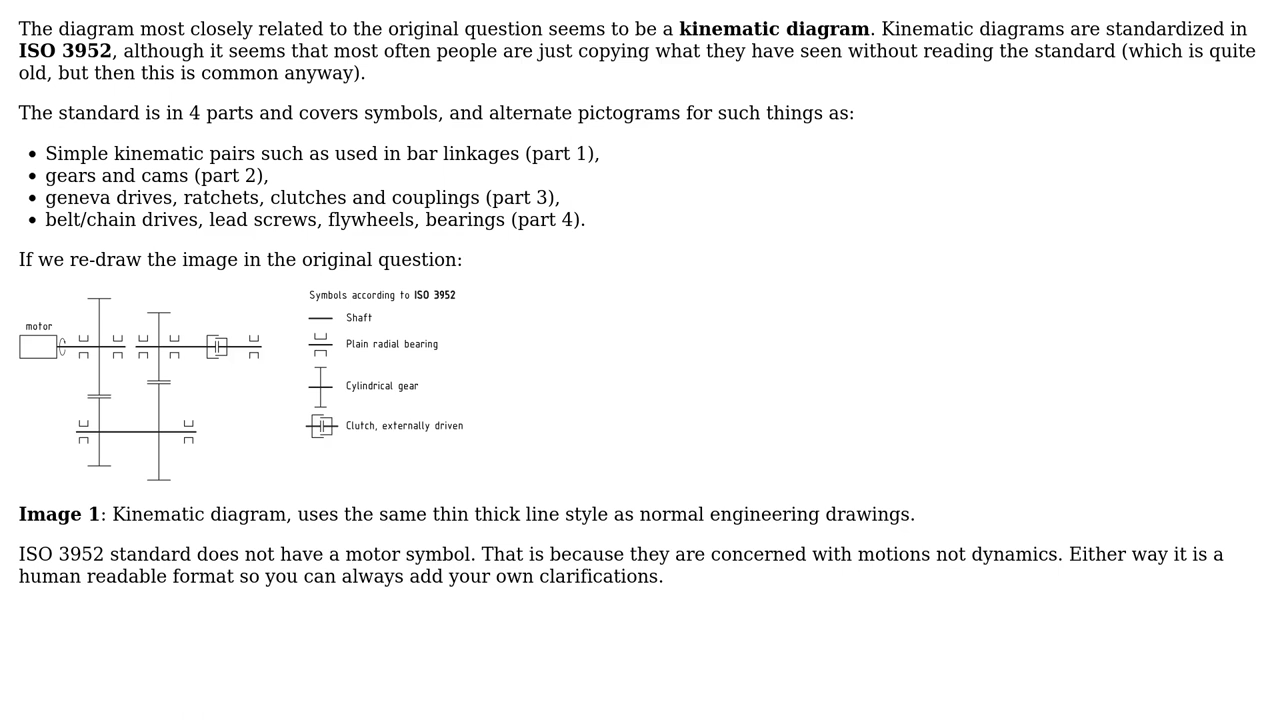 The diagram most closely related to the original question seems to be a kinematic diagram. Kinematic diagrams are standardized in
ISO 3952, although it seems that most often people are just copying what they have seen without reading the standard (which is quite
old, but then this is common anyway).
The standard is in 4 parts and covers symbols, and alternate pictograms for such things as:
• Simple kinematic pairs such as used in bar linkages (part 1),
• gears and cams (part 2),
• geneva drives, ratchets, clutches and couplings (part 3),
• belt/chain drives, lead screws, flywheels, bearings (part 4).
If we re-draw the image in the original question:
motor
Symbols according to ISO 3952
Shaft
Plain radial bearing
Cylindrical gear
Clutch, externally driven
Image 1: Kinematic diagram, uses the same thin thick line style as normal engineering drawings.
ISO 3952 standard does not have a motor symbol. That is because they are concerned with motions not dynamics. Either way it is a
human readable format so you can always add your own clarifications.